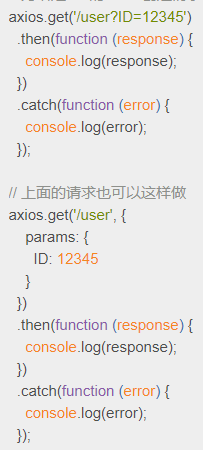 axios.get('/user?ID=12345')
.then(function (response) {
console.log(response);
})
.catch(function (error) {
console.log(error);
});
// 上面的请求也可以这样做
axios.get('/user', {
params: {
ID: 12345
}
})
.then(function (response) {
console.log(response);
})
.catch(function (error) {
console.log(error);
});